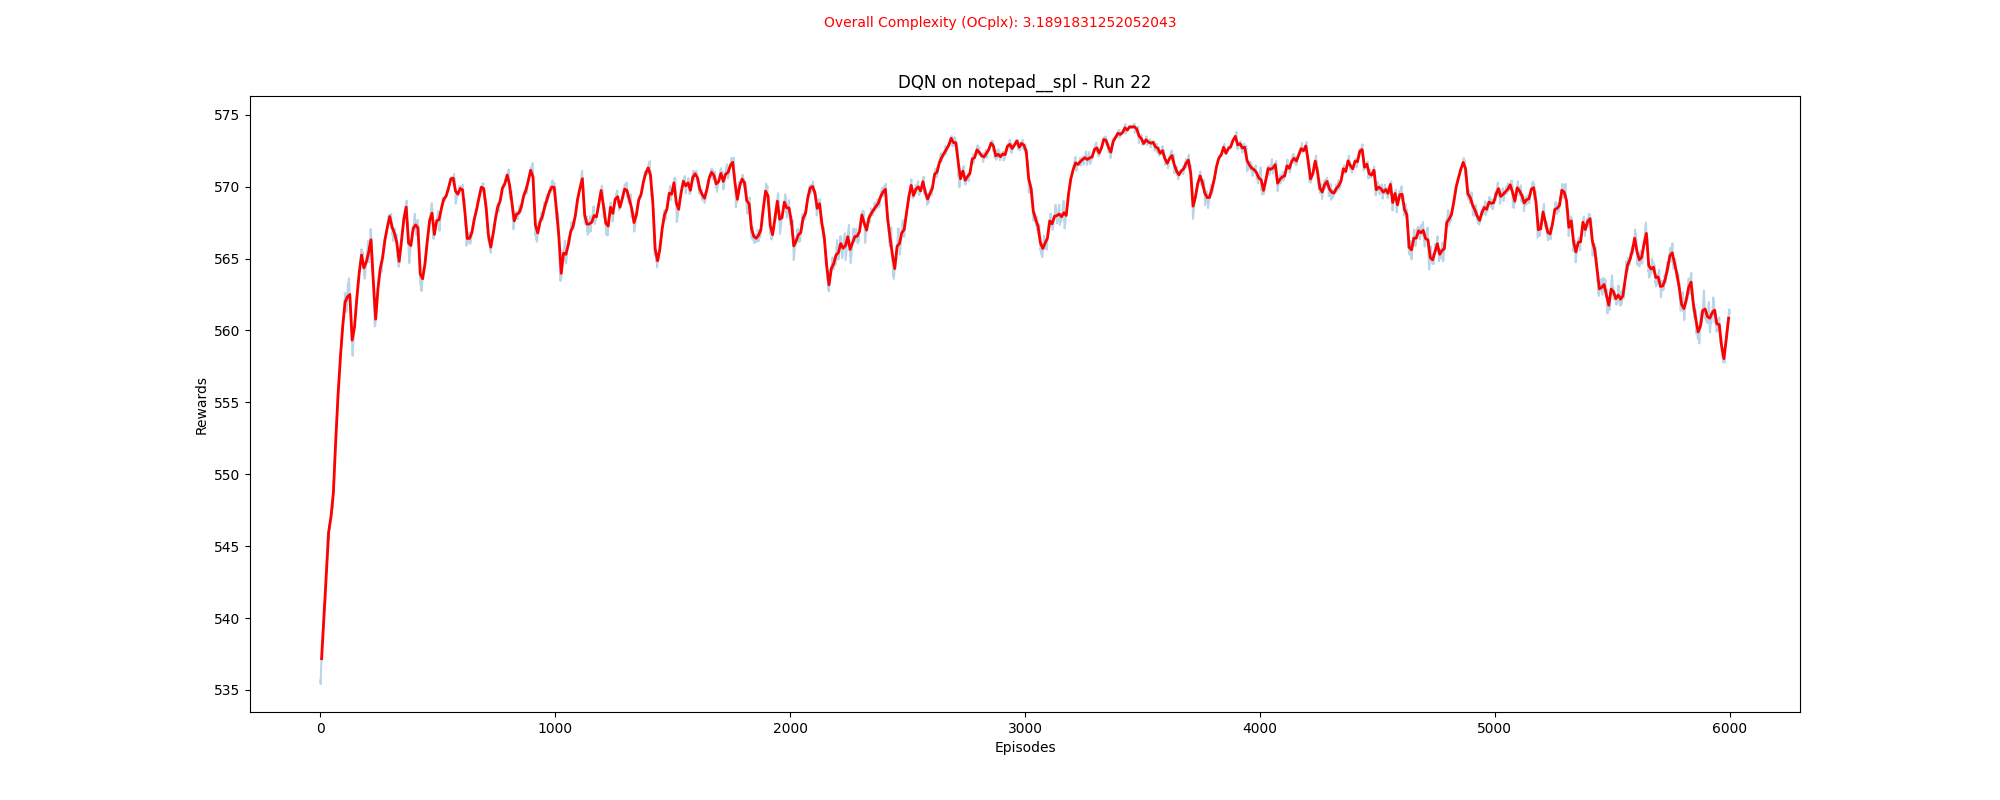 Overall Complexity (OCplx): 3.1891831252052043
DQN on notepad__spl - Run 22
575
570
565
560
555
550
545
540
535
Rewards
0 1000 2000 3000 4000 5000 6000
Episodes